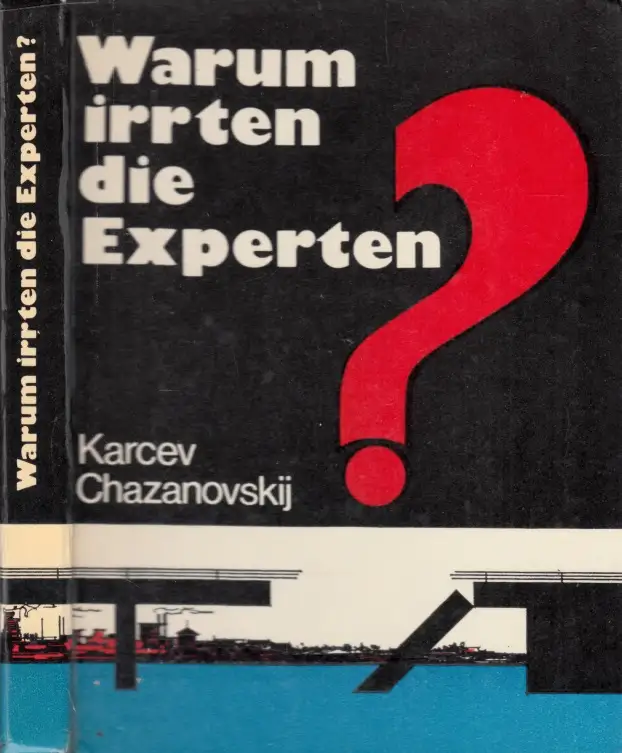 Warum irrten die Experten?
Warum
irrten
die
Experten
?
Karcev
Chazanovskij